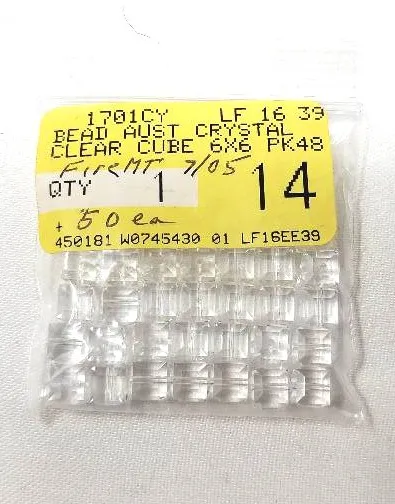 1701CY LF 16 39
BEAD AUST CRYSTAL
CLEAR CUBE 6X6 PK48
FireMT 7/05
QTY 1 14
+ 50 ea
450181 W0745430 01 LF16EE39